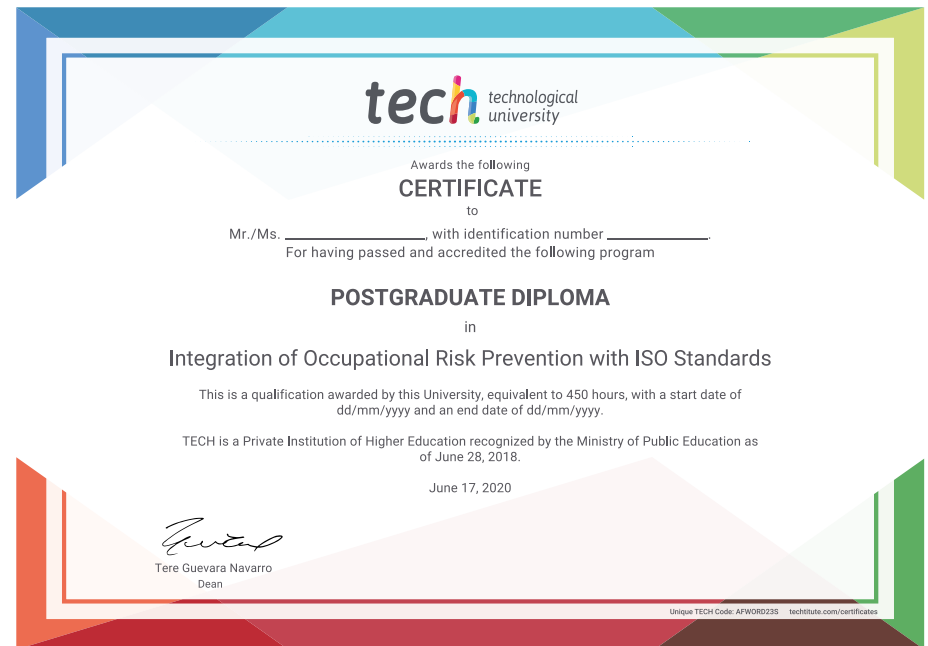 tech technological
university
Awards the following
CERTIFICATE
to
Mr./Ms. ____________________, with identification number ______________.
For having passed and accredited the following program
POSTGRADUATE DIPLOMA
in
Integration of Occupational Risk Prevention with ISO Standards
This is a qualification awarded by this University, equivalent to 450 hours, with a start date of
dd/mm/yyyy and an end date of dd/mm/yyyy.
TECH is a Private Institution of Higher Education recognized by the Ministry of Public Education as
of June 28, 2018.
June 17, 2020
Tere Guevara Navarro
Dean
Unique TECH Code: AFWORD23S techtitute.com/certificates